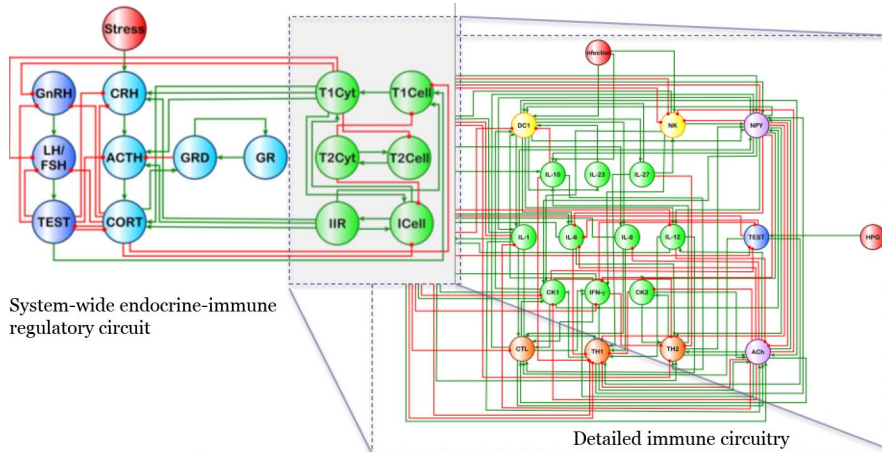 Stress
GnRH
CRH
T1Cyt
T1Cell
LH/
FSH
ACTH
GRD
GR
T2Cyt
T2Cell
TEST
CORT
IIR
ICell
System-wide endocrine-immune
regulatory circuit
Infection
DC1
NK
NPY
IL-10
IL-23
IL-27
IL-1
IL-6
IL-8
IL-12
TEST
HPG
CK1
IFN-γ
CK2
CTL
TH1
TH2
ACh
Detailed immune circuitry